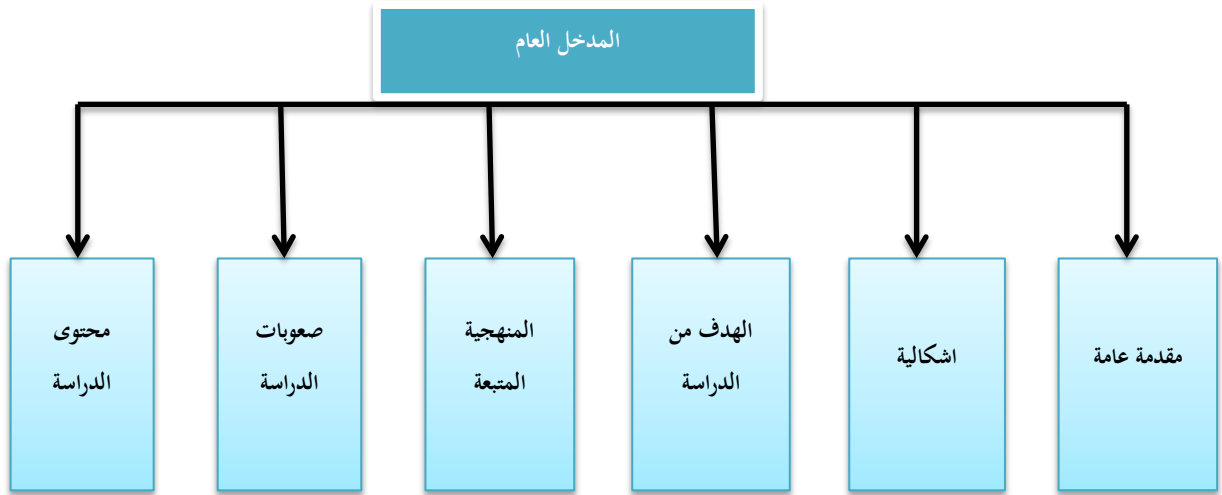 المدخل العام
مقدمة عامة
اشكالية
الهدف من
الدراسة
المنهجية
المتبعة
صعوبات
الدراسة
محتوى
الدراسة